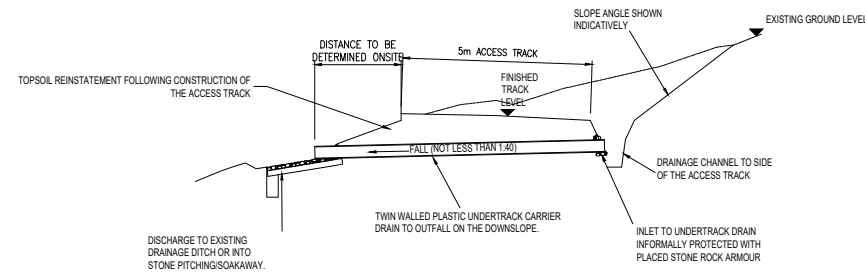 SLOPE ANGLE SHOWN
INDICATIVELY
EXISTING GROUND LEVEL
DISTANCE TO BE
DETERMINED ONSITE
5m ACCESS TRACK
TOPSOIL REINSTATEMENT FOLLOWING CONSTRUCTION OF
THE ACCESS TRACK
FINISHED
TRACK
LEVEL
FALL (NOT LESS THAN 1:40)
DRAINAGE CHANNEL TO SIDE
OF THE ACCESS TRACK
TWIN WALLED PLASTIC UNDERTRACK CARRIER
DRAIN TO OUTFALL ON THE DOWNSLOPE.
DISCHARGE TO EXISTING
DRAINAGE DITCH OR INTO
STONE PITCHING/SOAKAWAY.
INLET TO UNDERTRACK DRAIN
INFORMALLY PROTECTED WITH
PLACED STONE ROCK ARMOUR